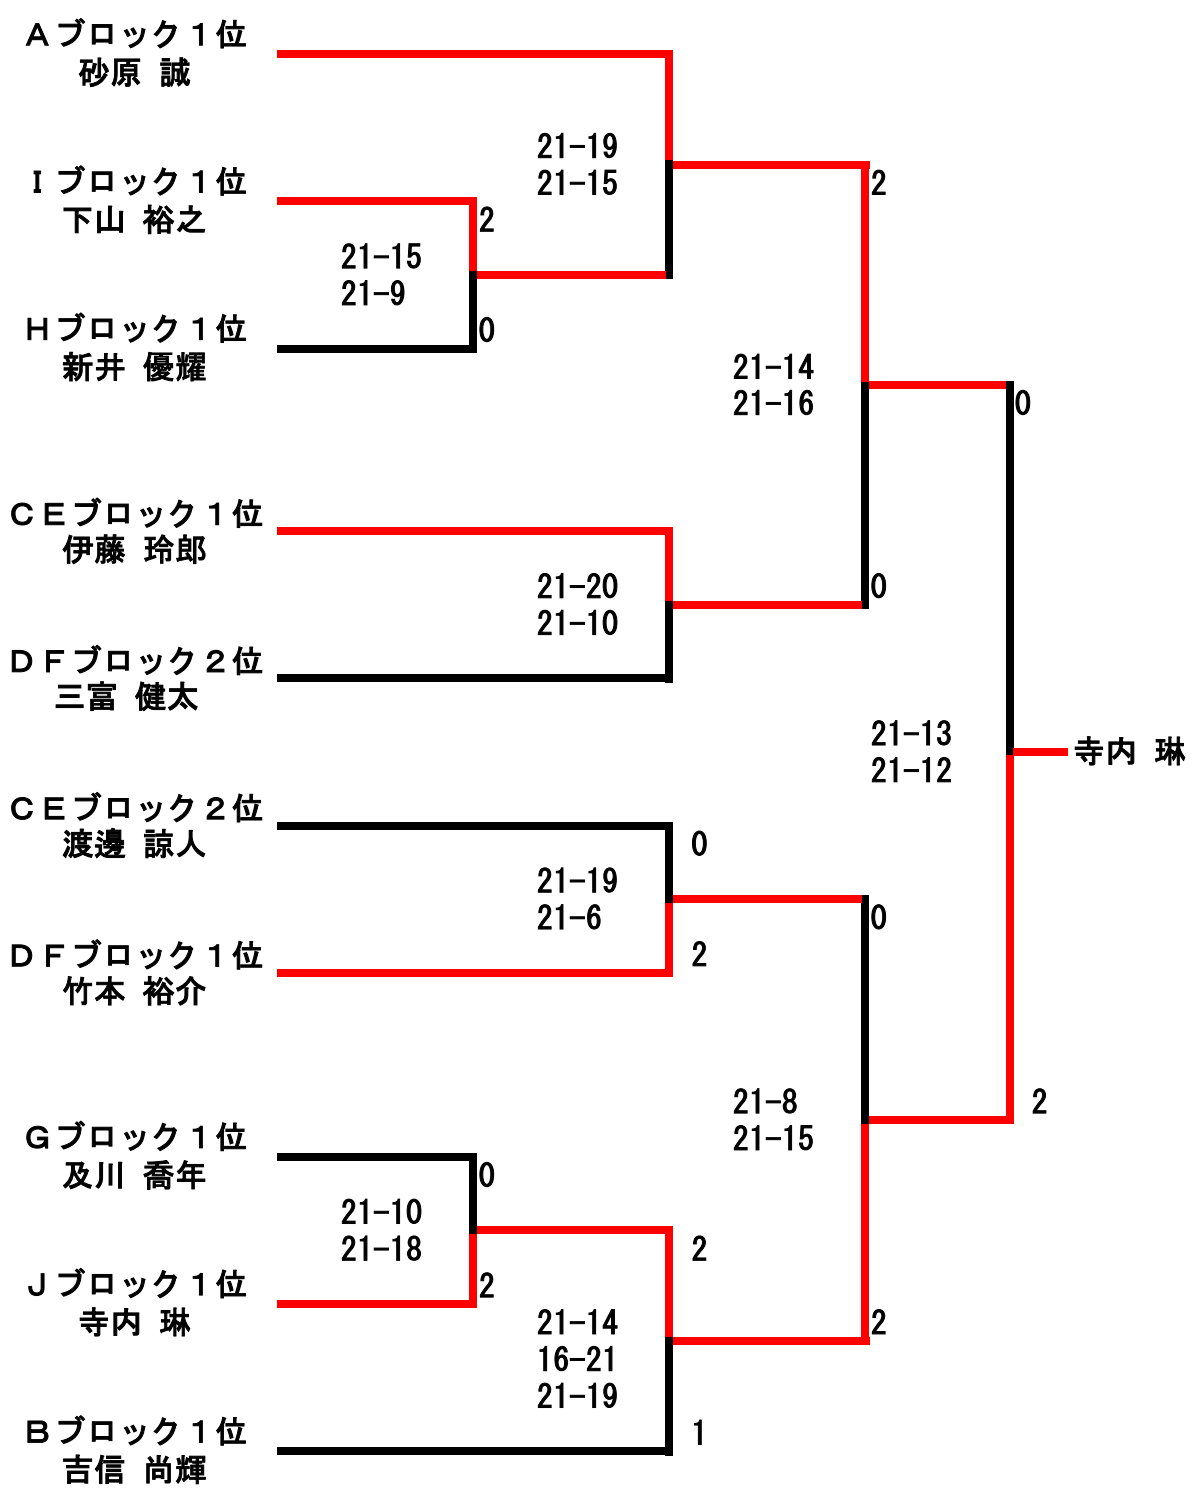 Ａブロック１位
砂原 誠
21-19
21-15
2
Ｉブロック１位
下山 裕之
2
21-15
21-9
Ｈブロック１位
新井 優耀
0
21-14
21-16
0
ＣＥブロック１位
伊藤 玲郎
21-20
21-10
0
ＤＦブロック２位
三富 健太
21-13
21-12
寺内 琳
ＣＥブロック２位
渡邊 諒人
0
21-19
21-6
0
ＤＦブロック１位
竹本 裕介
2
21-8
21-15
2
Ｇブロック１位
及川 喬年
0
21-10
21-18
2
Ｊブロック１位
寺内 琳
2
21-14
16-21
21-19
2
Ｂブロック１位
吉信 尚輝
1